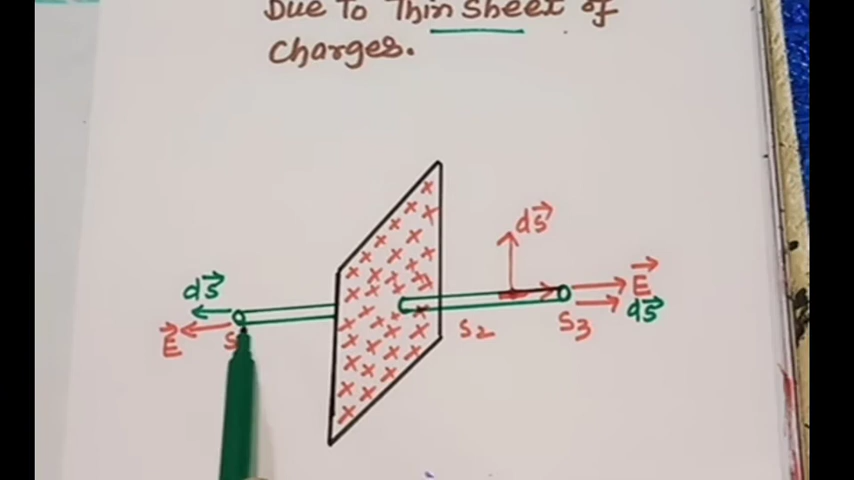 Due To Thin Sheet of
Charges.
ds
ds
E
S
E
ds
S2
S3